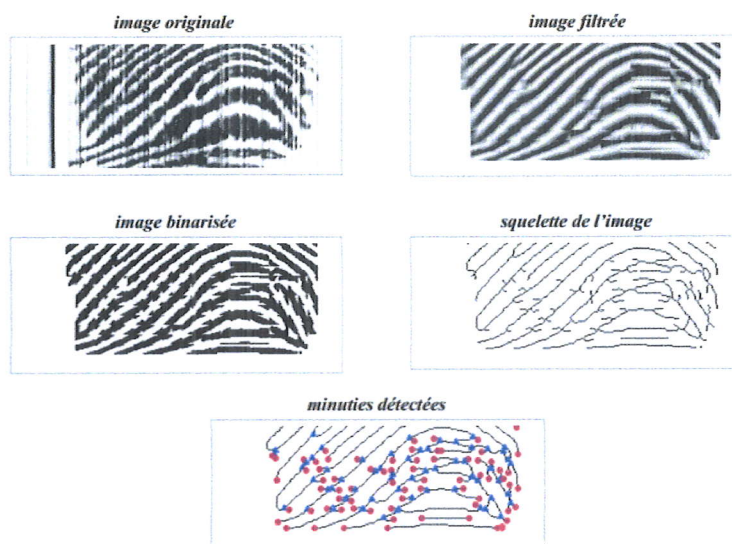 image originale
image filtrée
image binarisée
squelette de l'image
minuties détectées